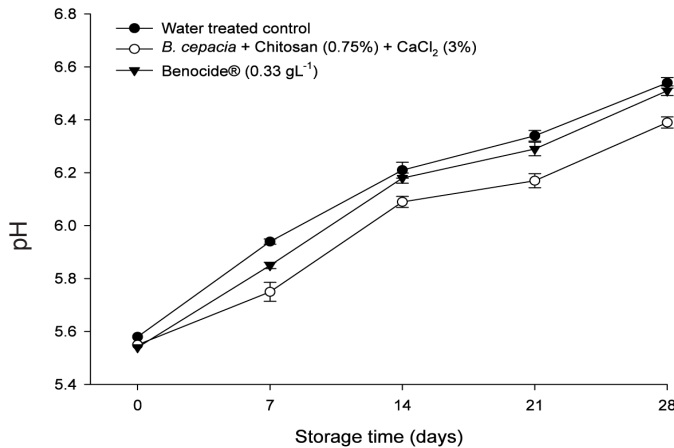 Water treated control
B. cepacia + Chitosan (0.75%) + CaCl₂ (3%)
Benocide® (0.33 gL⁻¹)
6.8
6.6
6.4
6.2
6.0
5.8
5.6
5.4
pH
0 7 14 21 28
Storage time (days)